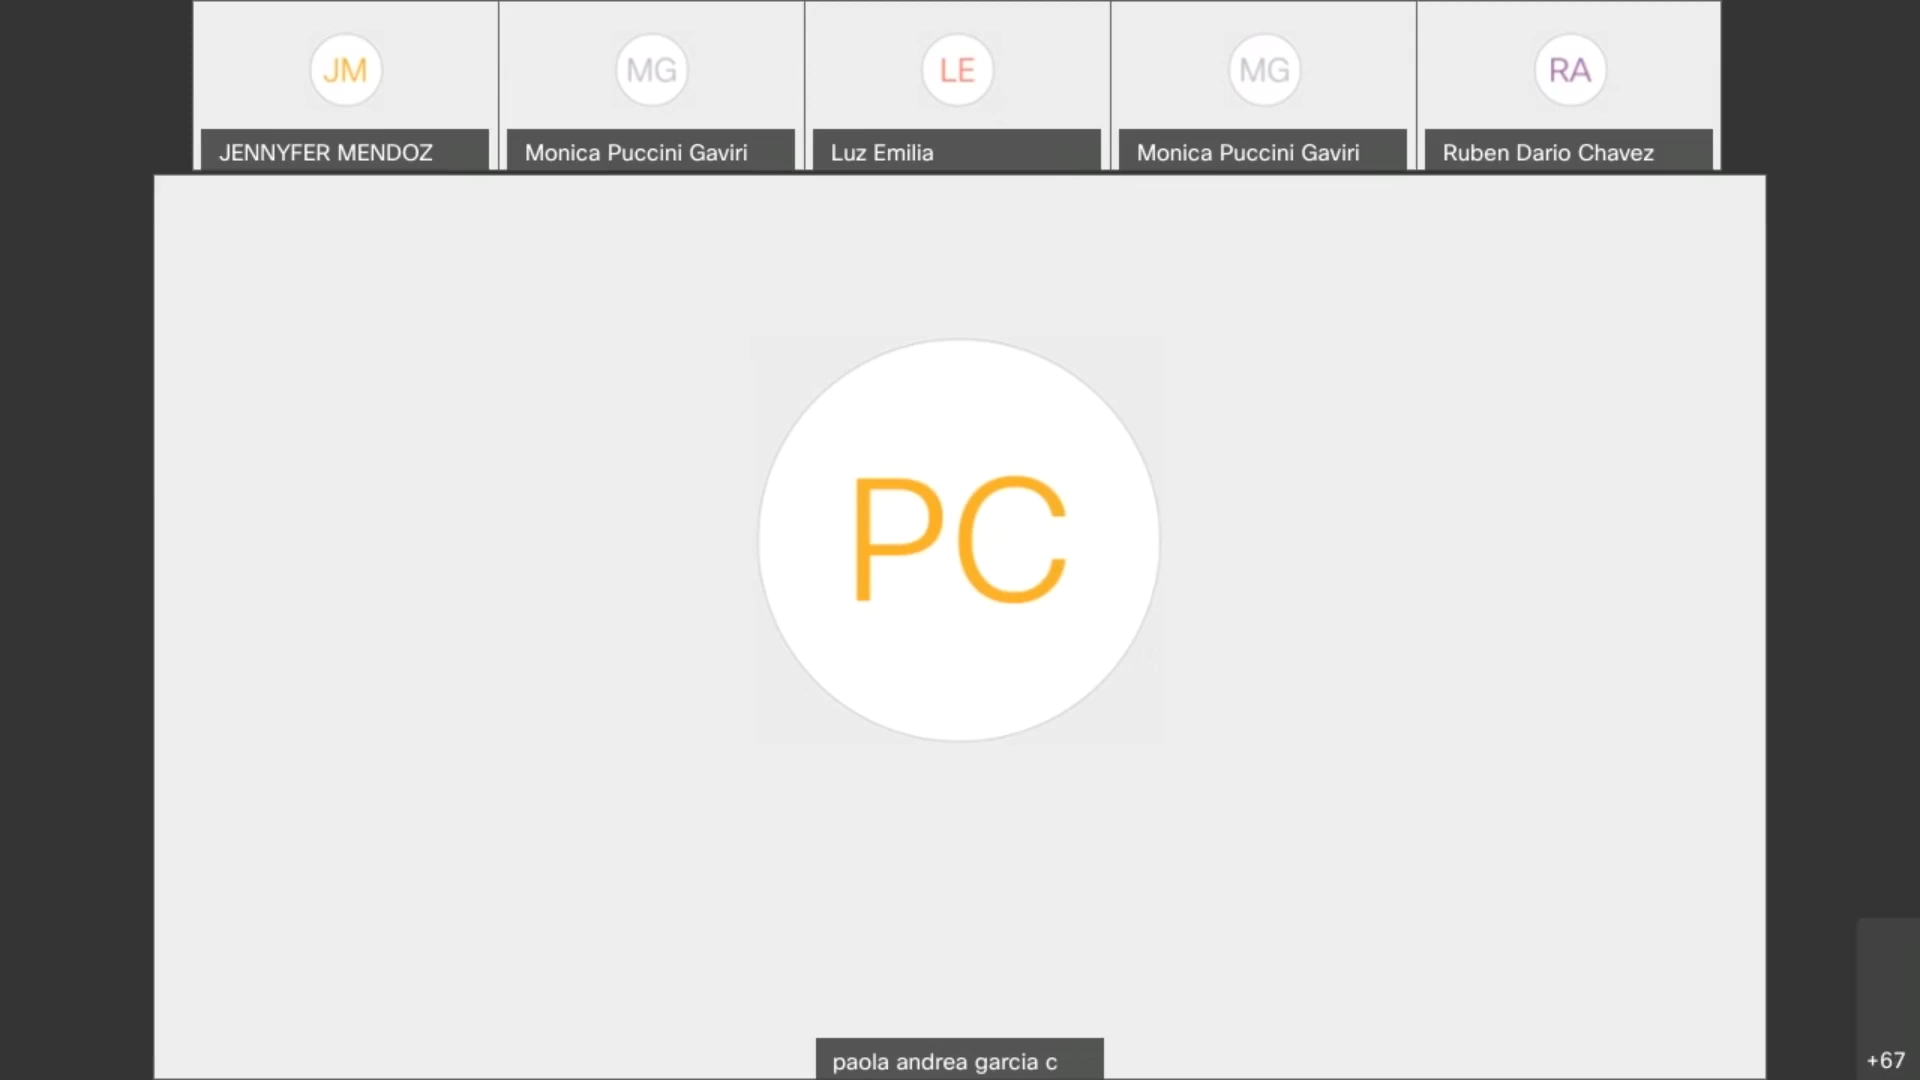 JM
JENNYFER MENDOZ
MG
Monica Puccini Gaviri
LE
Luz Emilia
MG
Monica Puccini Gaviri
RA
Ruben Dario Chavez
PC
paola andrea garcia c
+67